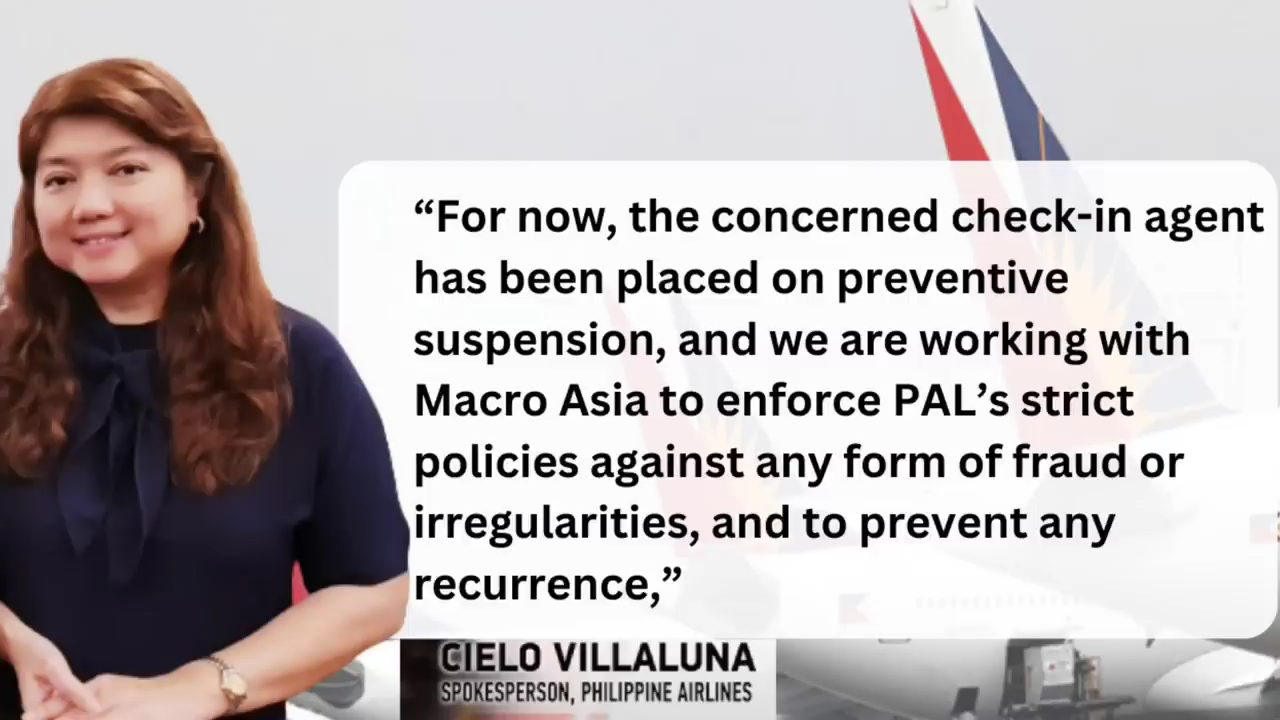 “For now, the concerned check-in agent
has been placed on preventive
suspension, and we are working with
Macro Asia to enforce PAL’s strict
policies against any form of fraud or
irregularities, and to prevent any
recurrence,”
CIELO VILLALUNA
SPOKESPERSON, PHILIPPINE AIRLINES